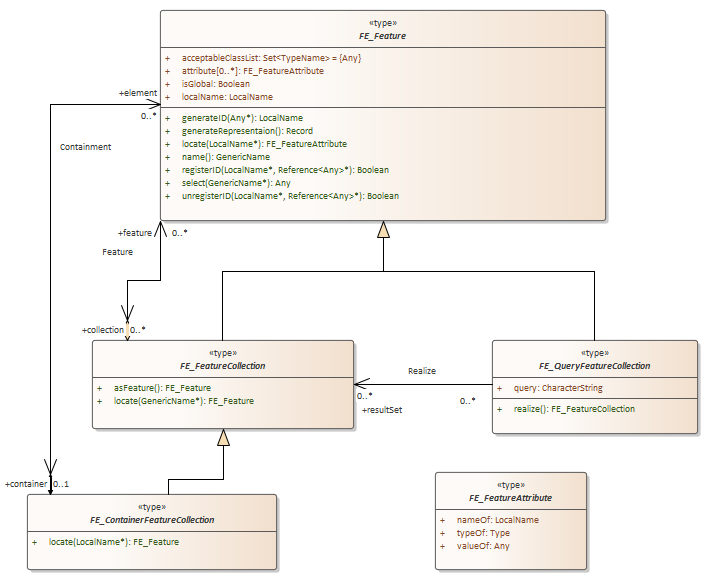 «type»
FE_Feature
+ acceptableClassList: Set<TypeName> = {Any}
+ attribute[0..*]: FE_FeatureAttribute
+ isGlobal: Boolean
+ localName: LocalName
+ generateID(Any*): LocalName
+ generateRepresentaion(): Record
+ locate(LocalName*): FE_FeatureAttribute
+ name(): GenericName
+ registerID(LocalName*, Reference<Any>*): Boolean
+ select(GenericName*): Any
+ unregisterID(LocalName*, Reference<Any>*): Boolean
+element
0..*
Containment
+feature
0..*
Feature
+collection
0..*
«type»
FE_FeatureCollection
+ asFeature(): FE_Feature
+ locate(GenericName*): FE_Feature
Realize
0..*
+resultSet
0..*
«type»
FE_QueryFeatureCollection
+ query: CharacterString
+ realize(): FE_FeatureCollection
+container
0..1
«type»
FE_ContainerFeatureCollection
+ locate(LocalName*): FE_Feature
«type»
FE_FeatureAttribute
+ nameOf: LocalName
+ typeOf: Type
+ valueOf: Any